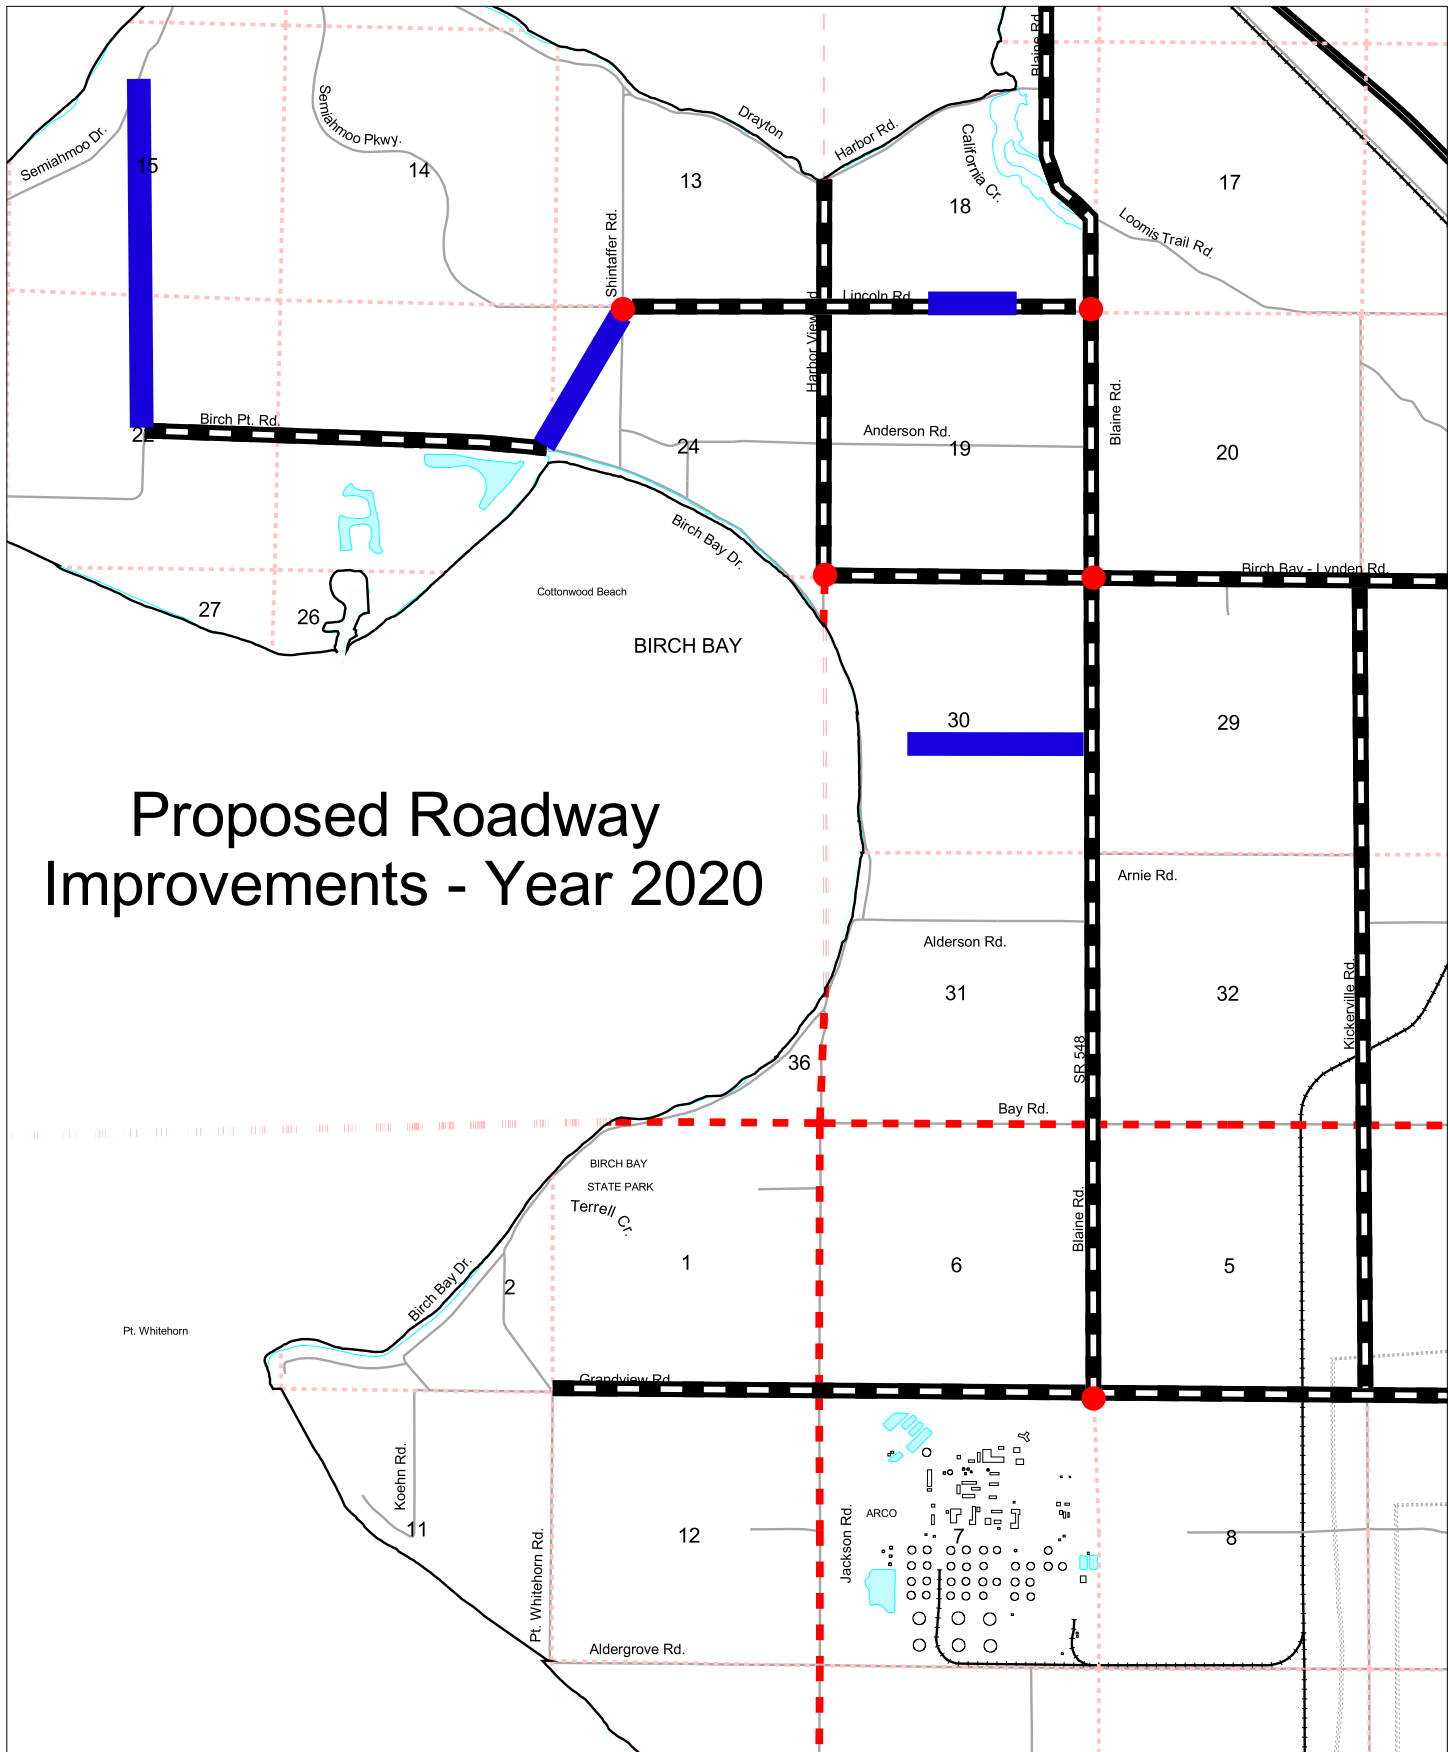 Blaine Rd.
Semiahmoo Dr.
Semiahmoo Pkwy.
Drayton
Harbor Rd.
California Cr.
15
14
13
18
17
Loomis Trail Rd.
Shintaffer Rd.
Lincoln Rd.
Harbor View Rd
Blaine Rd.
Birch Pt. Rd.
22
24
Anderson Rd.
19
20
Birch Bay Dr.
Birch Bay - Lynden Rd.
Cottonwood Beach
27
26
BIRCH BAY
30
29
Proposed Roadway
Improvements - Year 2020
Arnie Rd.
Alderson Rd.
31
32
Kickerville Rd.
36
SR 548
Bay Rd.
BIRCH BAY
STATE PARK
Terrell Cr.
Blaine Rd.
1
6
5
2
Birch Bay Dr.
Pt. Whitehorn
Grandview Rd.
Koehn Rd.
11
Pt. Whitehorn Rd.
12
Jackson Rd.
ARCO
7
8
Aldergrove Rd.